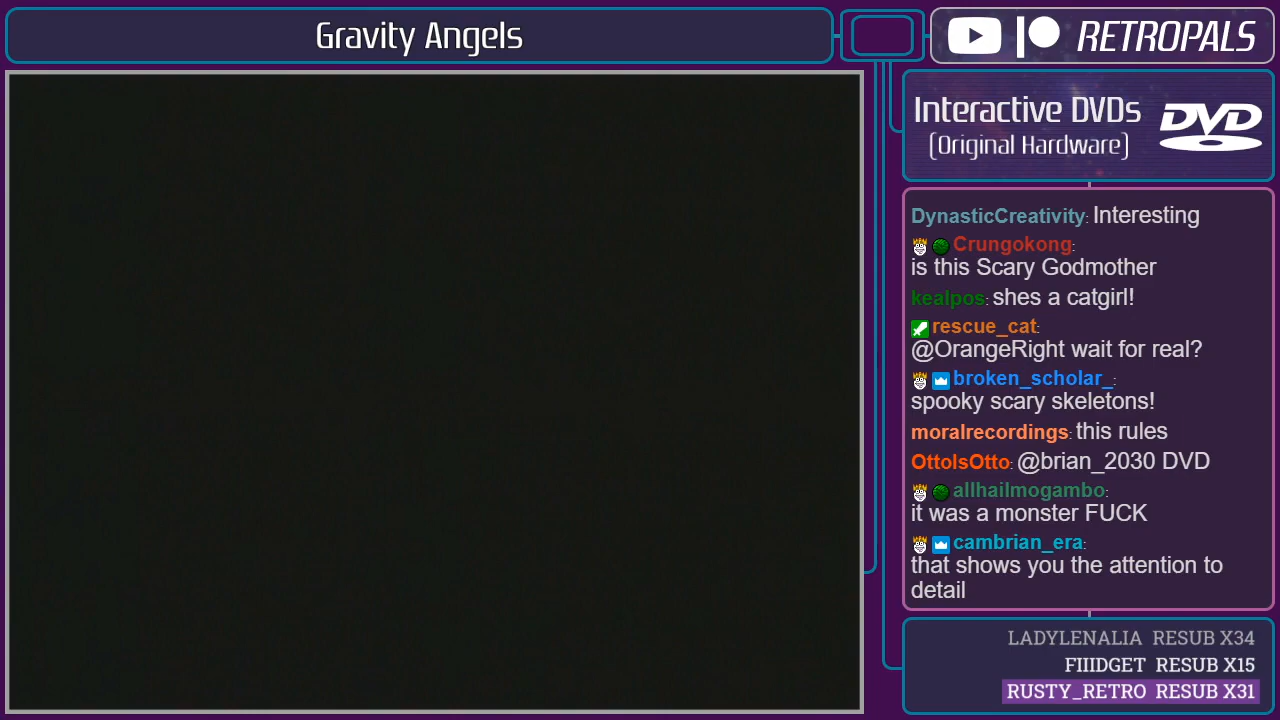 Gravity Angels
RETROPALS
Interactive DVDs
(Original Hardware)
DVD
DynasticCreativity: Interesting
Crungokong:
is this Scary Godmother
kealpos: shes a catgirl!
rescue_cat:
@OrangeRight wait for real?
broken_scholar_:
spooky scary skeletons!
moralrecordings: this rules
OttoIsOtto: @brian_2030 DVD
allhailmogambo:
it was a monster FUCK
cambrian_era:
that shows you the attention to
detail
LADYLENALIA RESUB X34
FIIIDGET RESUB X15
RUSTY_RETRO RESUB X31